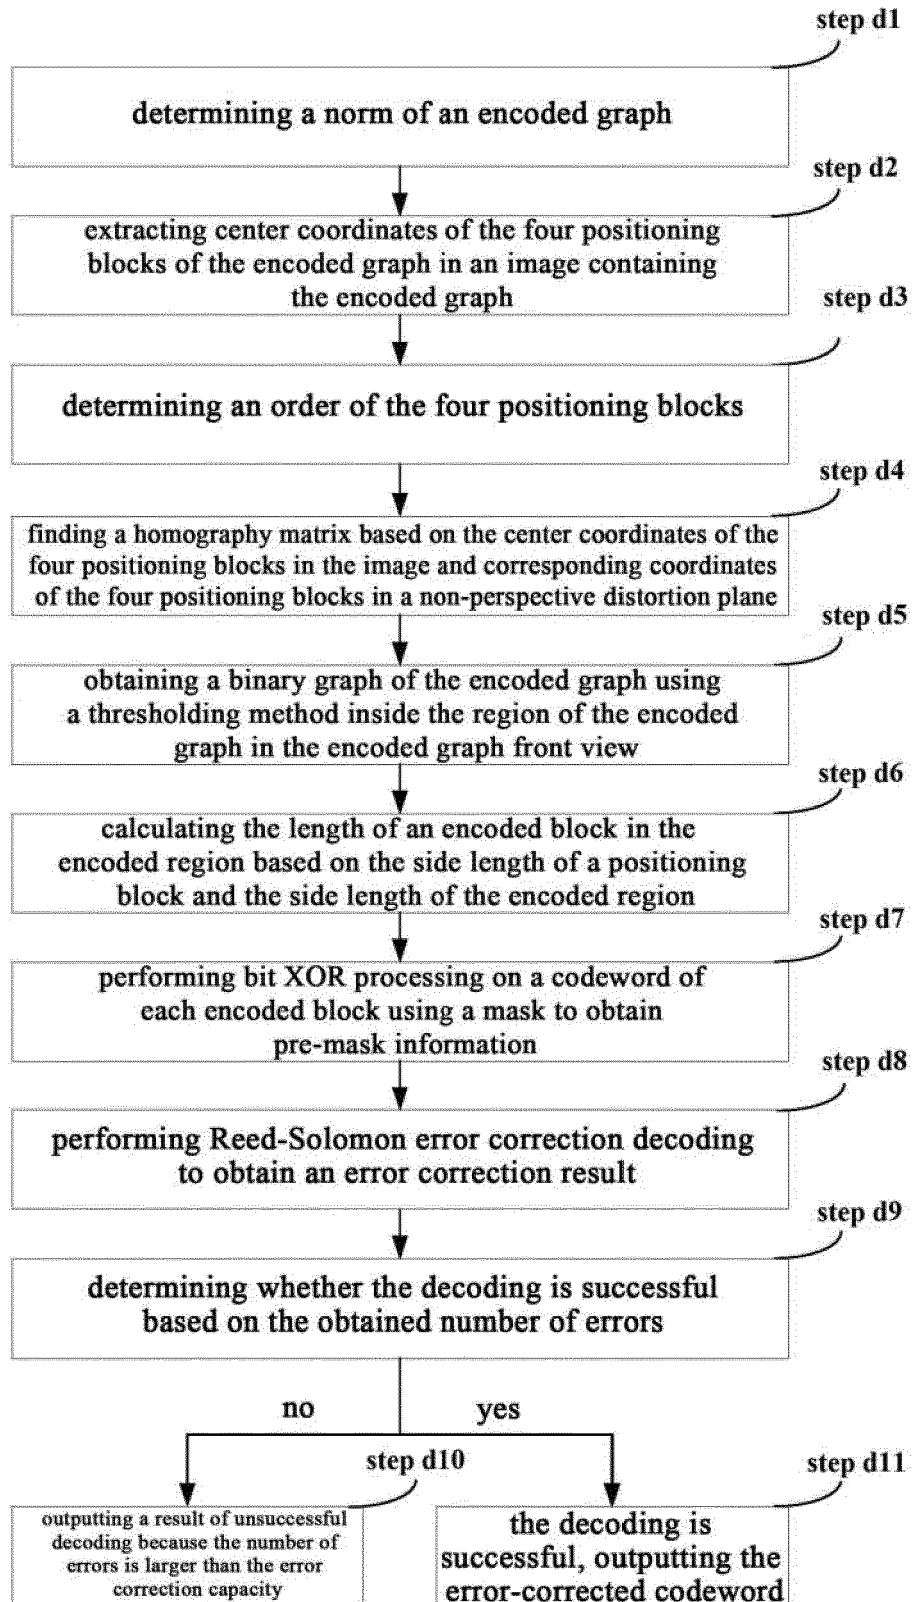 step d1
determining a norm of an encoded graph
step d2
extracting center coordinates of the four positioning
blocks of the encoded graph in an image containing
the encoded graph
step d3
determining an order of the four positioning blocks
step d4
finding a homography matrix based on the center coordinates of the
four positioning blocks in the image and corresponding coordinates
of the four positioning blocks in a non-perspective distortion plane
step d5
obtaining a binary graph of the encoded graph using
a thresholding method inside the region of the encoded
graph in the encoded graph front view
step d6
calculating the length of an encoded block in the
encoded region based on the side length of a positioning
block and the side length of the encoded region
step d7
performing bit XOR processing on a codeword of
each encoded block using a mask to obtain
pre-mask information
step d8
performing Reed-Solomon error correction decoding
to obtain an error correction result
step d9
determining whether the decoding is successful
based on the obtained number of errors
no
yes
step d10
outputting a result of unsuccessful
decoding because the number of
errors is larger than the error
correction capacity
step d11
the decoding is
successful, outputting the
error-corrected codeword